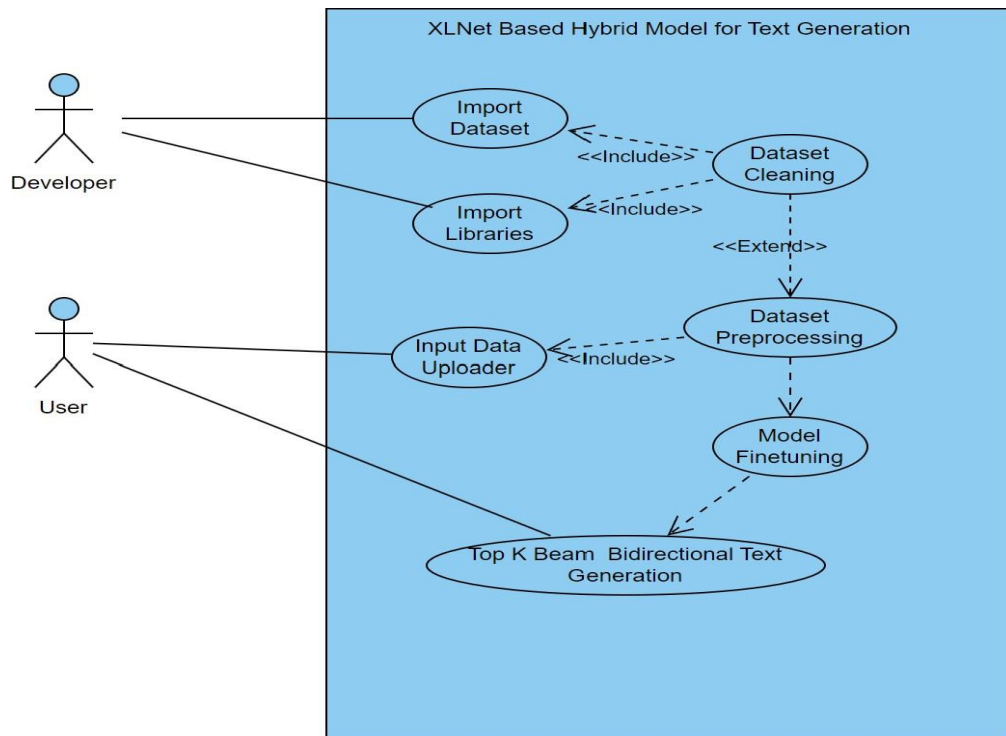 XLNet Based Hybrid Model for Text Generation
Import
Dataset
<<Include>>
Dataset
Cleaning
Developer
Import
Libraries
<<Include>>
<<Extend>>
Dataset
Preprocessing
Input Data
Uploader
<<Include>>
User
Model
Finetuning
Top K Beam  Bidirectional Text
Generation